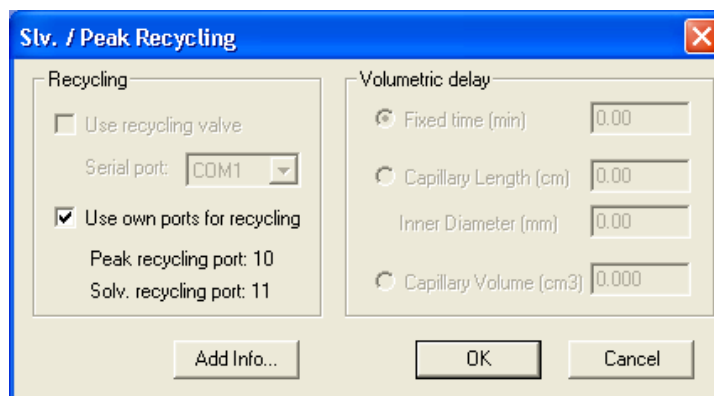 Slv. / Peak Recycling
Recycling
Use recycling valve
Serial port: COM1
Use own ports for recycling
Peak recycling port: 10
Solv. recycling port: 11
Volumetric delay
Fixed time (min) 0.00
Capillary Length (cm) 0.00
Inner Diameter (mm) 0.00
Capillary Volume (cm3) 0.000
Add Info...
OK
Cancel